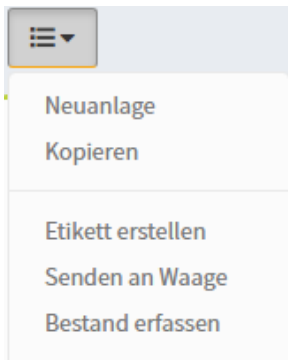 Neuanlage
Kopieren
Etikett erstellen
Senden an Waage
Bestand erfassen